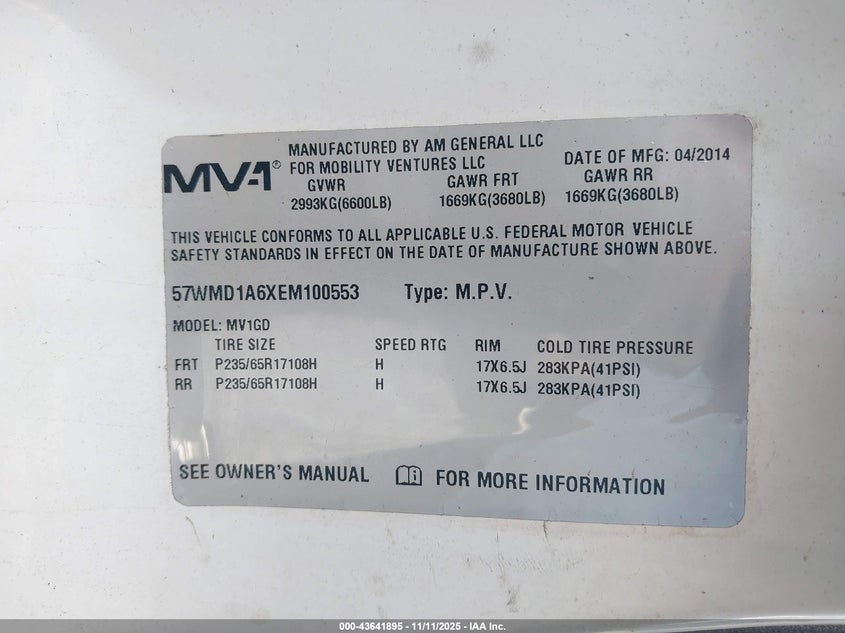 MV-1®
MANUFACTURED BY AM GENERAL LLC
FOR MOBILITY VENTURES LLC
DATE OF MFG: 04/2014
GVWR GAWR FRT GAWR RR
2993KG(6600LB) 1669KG(3680LB) 1669KG(3680LB)
THIS VEHICLE CONFORMS TO ALL APPLICABLE U.S. FEDERAL MOTOR VEHICLE
SAFETY STANDARDS IN EFFECT ON THE DATE OF MANUFACTURE SHOWN ABOVE.
57WMD1A6XEM100553 Type: M.P.V.
MODEL: MV1GD
TIRE SIZE SPEED RTG RIM COLD TIRE PRESSURE
FRT P235/65R17108H H 17X6.5J 283KPA(41PSI)
RR P235/65R17108H H 17X6.5J 283KPA(41PSI)
SEE OWNER'S MANUAL FOR MORE INFORMATION
000-43641895 - 11/11/2025 - IAA Inc.